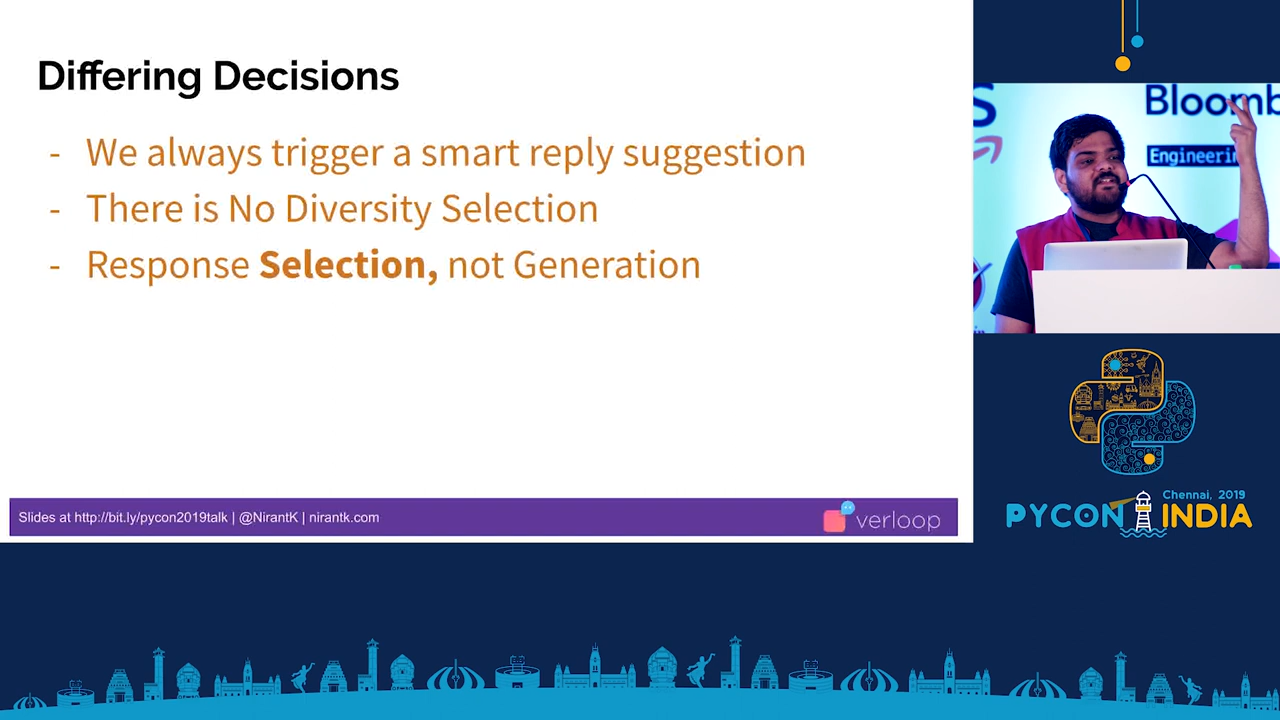 Differing Decisions
- We always trigger a smart reply suggestion
- There is No Diversity Selection
- Response Selection, not Generation
Slides at http://bit.ly/pycon2019talk | @NirantK | nirantk.com
verloop
S
Bloomb
Engineerin
Chennai, 2019
PYCON INDIA